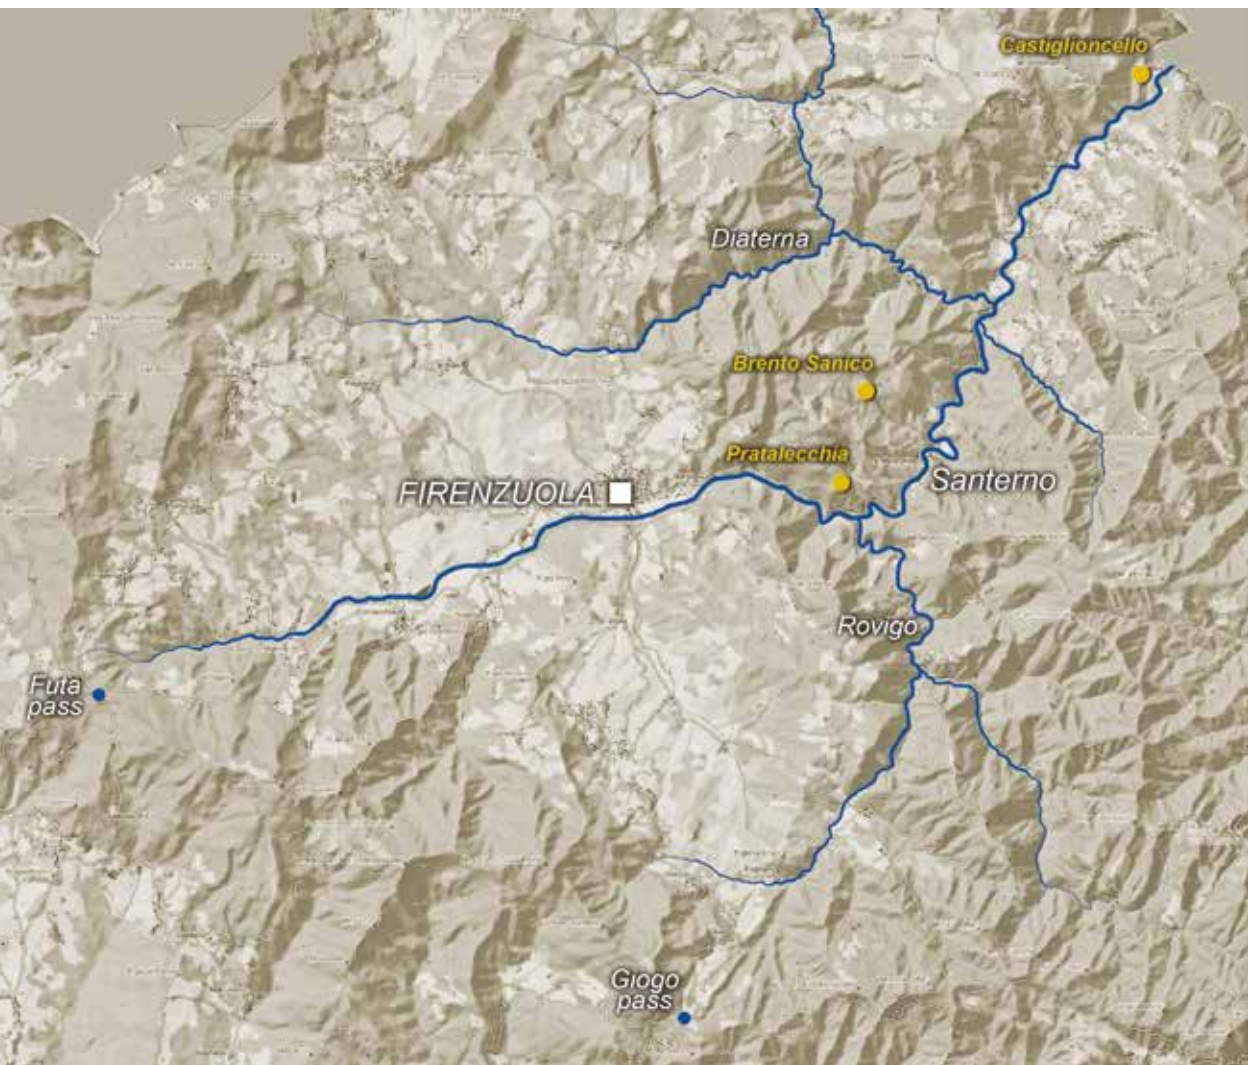 Castiglioncello
Diaterna
Brento Sanico
Pratalecchia
FIRENZUOLA
Santerno
Rovigo
Futa
pass
Giogo
pass